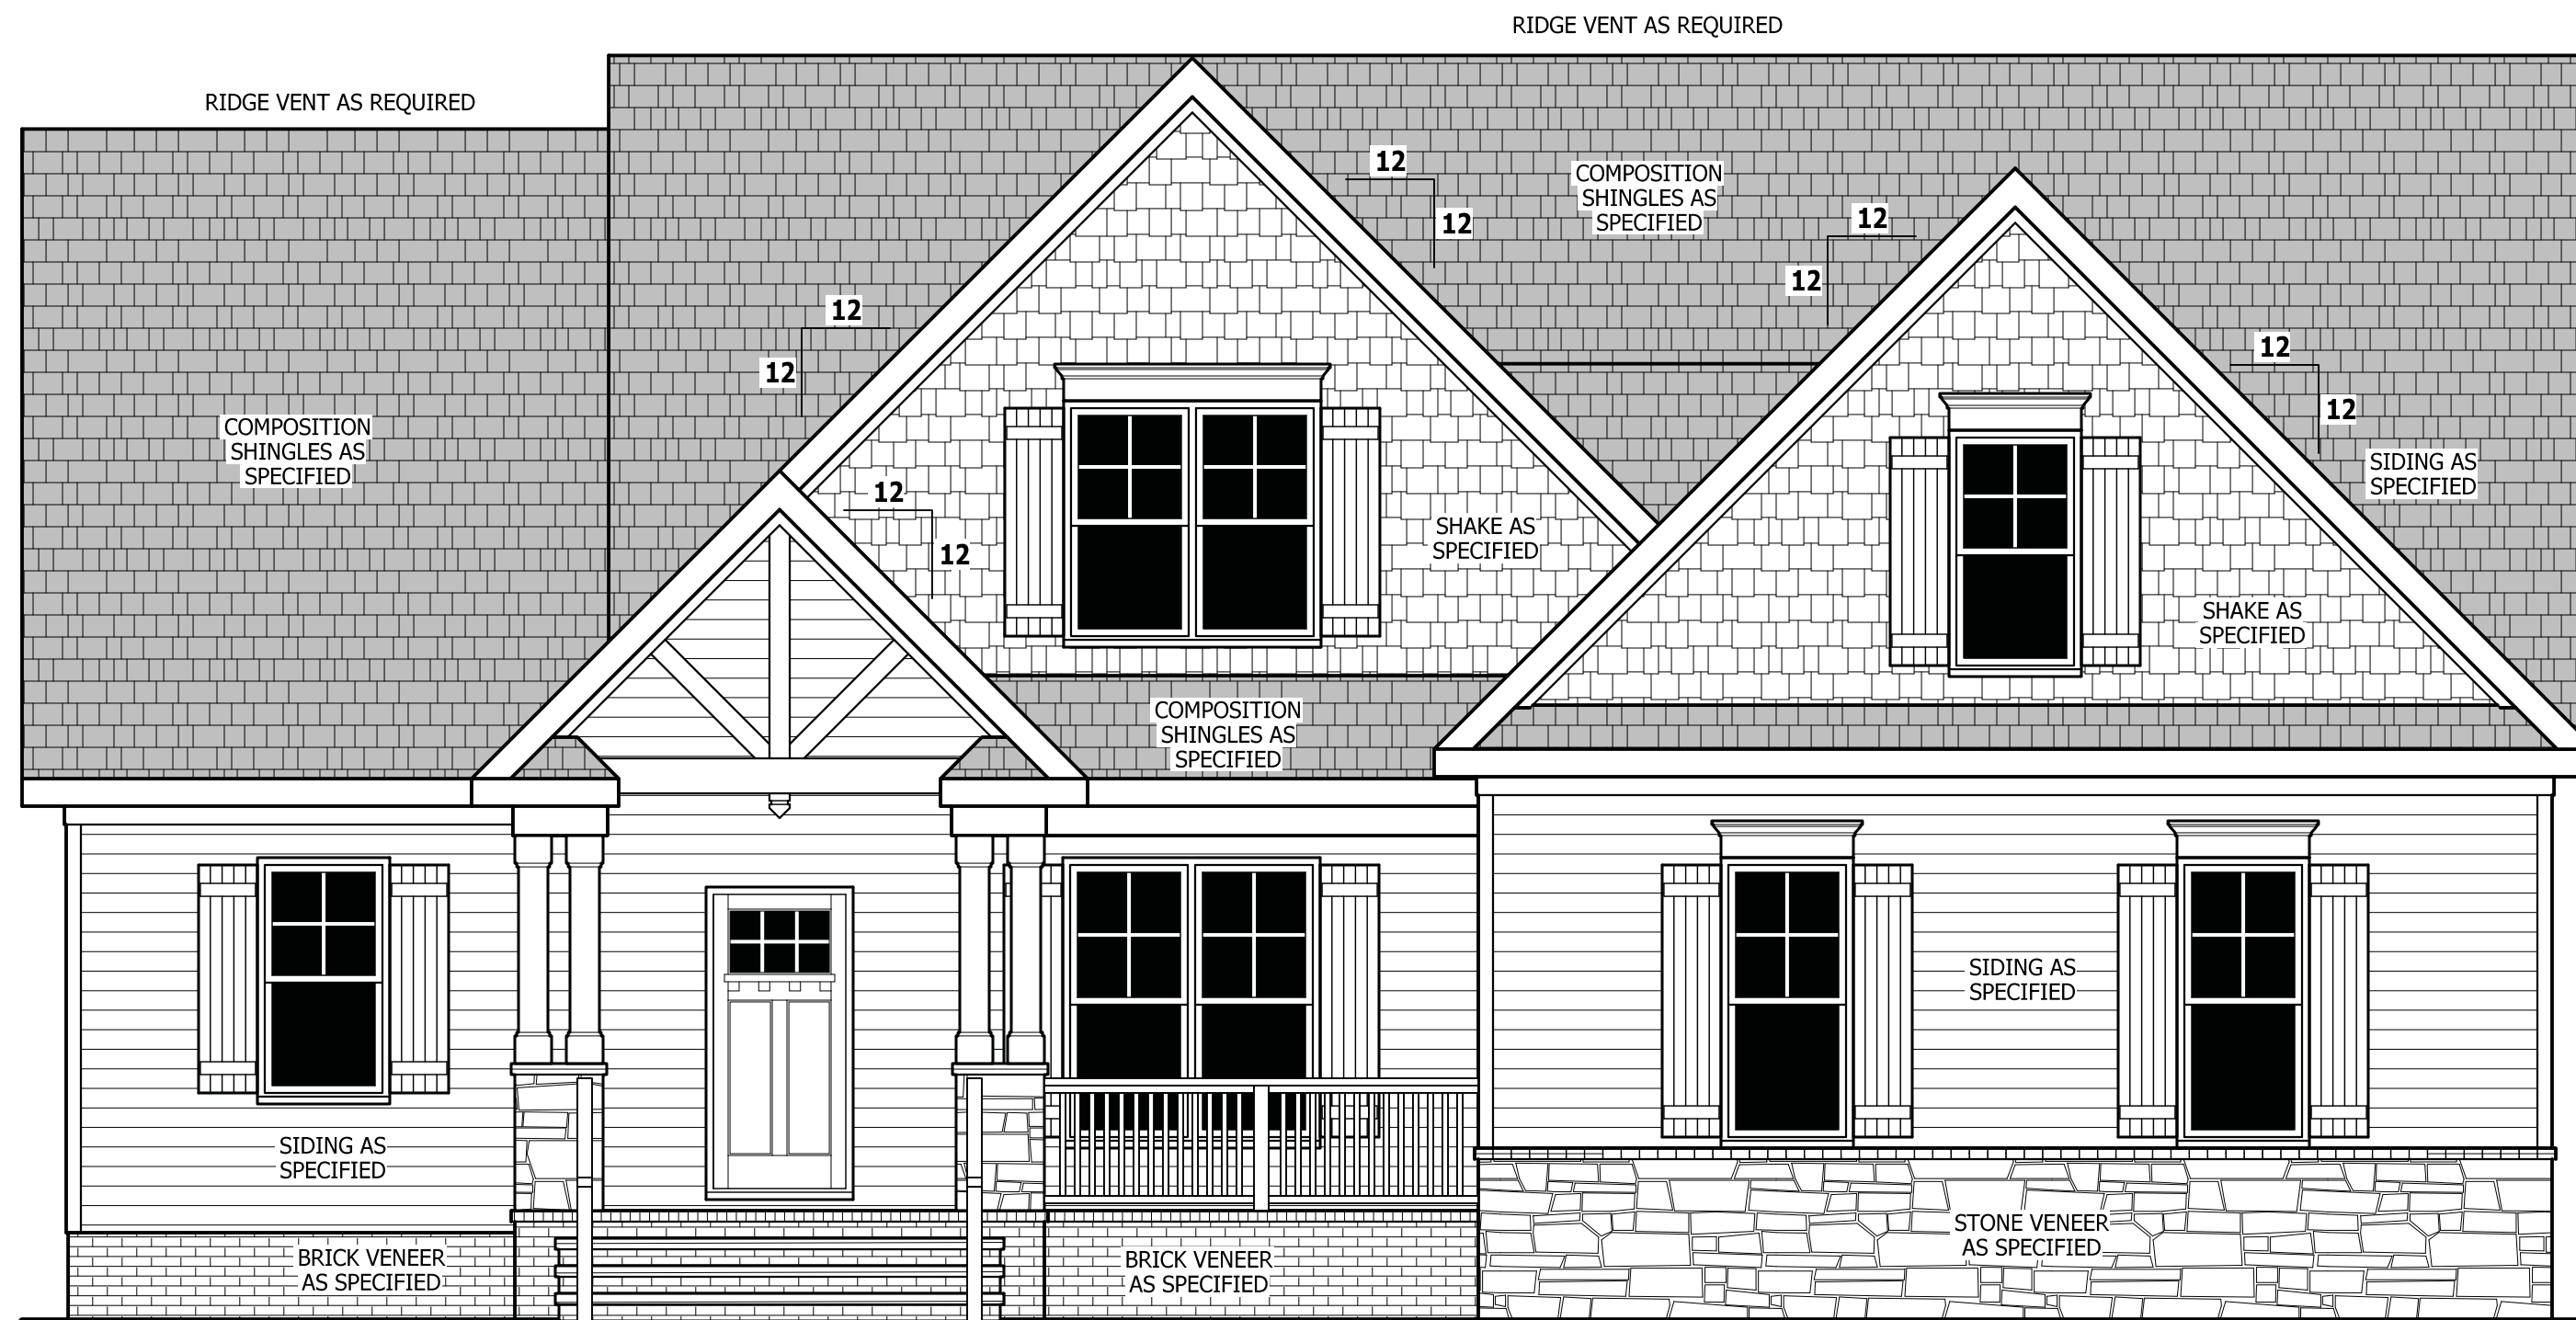 RIDGE VENT AS REQUIRED
RIDGE VENT AS REQUIRED
12
12
COMPOSITION
SHINGLES AS
SPECIFIED
12
12
12
12
12
12
COMPOSITION
SHINGLES AS
SPECIFIED
SIDING AS
SPECIFIED
12
12
SHAKE AS
SPECIFIED
SHAKE AS
SPECIFIED
COMPOSITION
SHINGLES AS
SPECIFIED
SIDING AS
SPECIFIED
SIDING AS
SPECIFIED
STONE VENEER
AS SPECIFIED
BRICK VENEER
AS SPECIFIED
BRICK VENEER
AS SPECIFIED